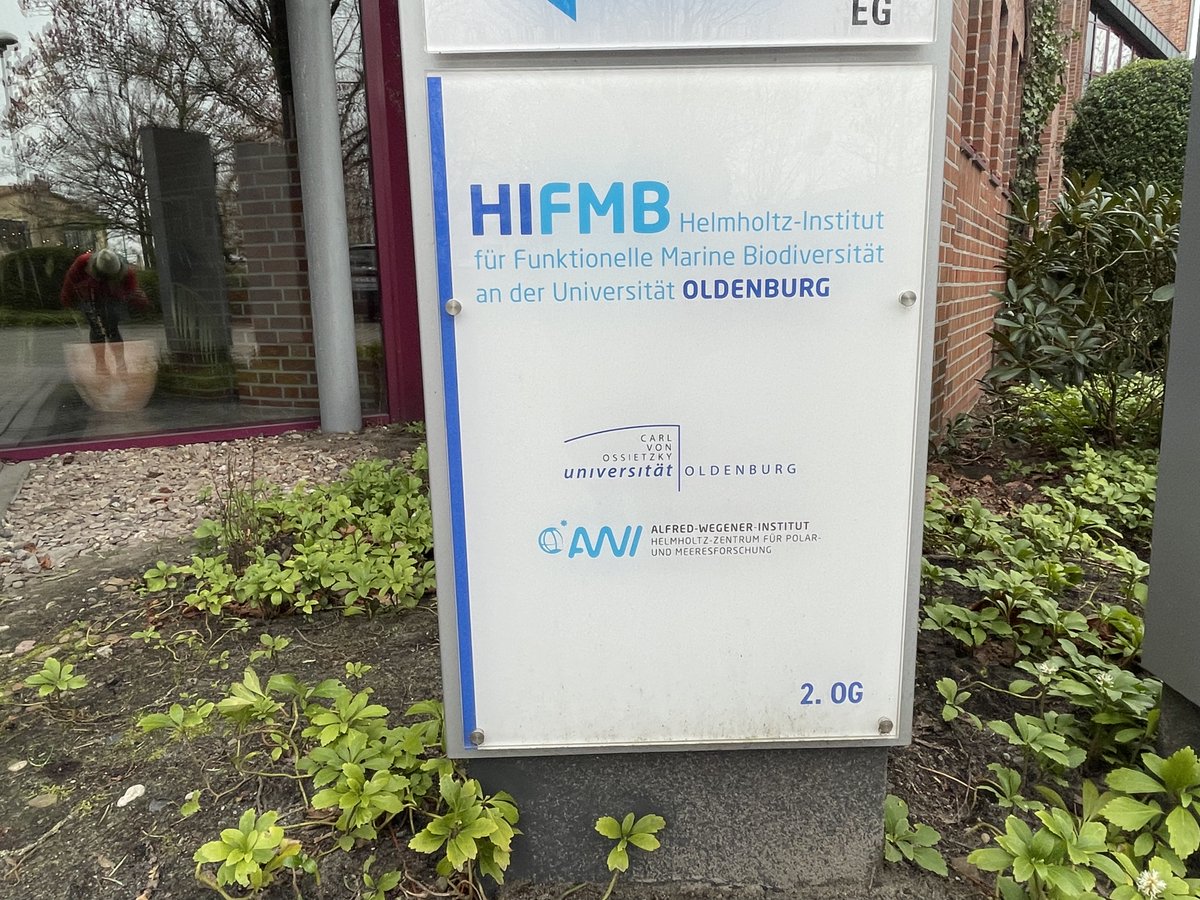 EG
HIFMB Helmholtz-Institut
für Funktionelle Marine Biodiversität
an der Universität OLDENBURG
CARL
VON
OSSIETZKY
universität OLDENBURG
AWI ALFRED-WEGENER-INSTITUT
HELMHOLTZ-ZENTRUM FÜR POLAR-
UND MEERESFORSCHUNG
2. OG